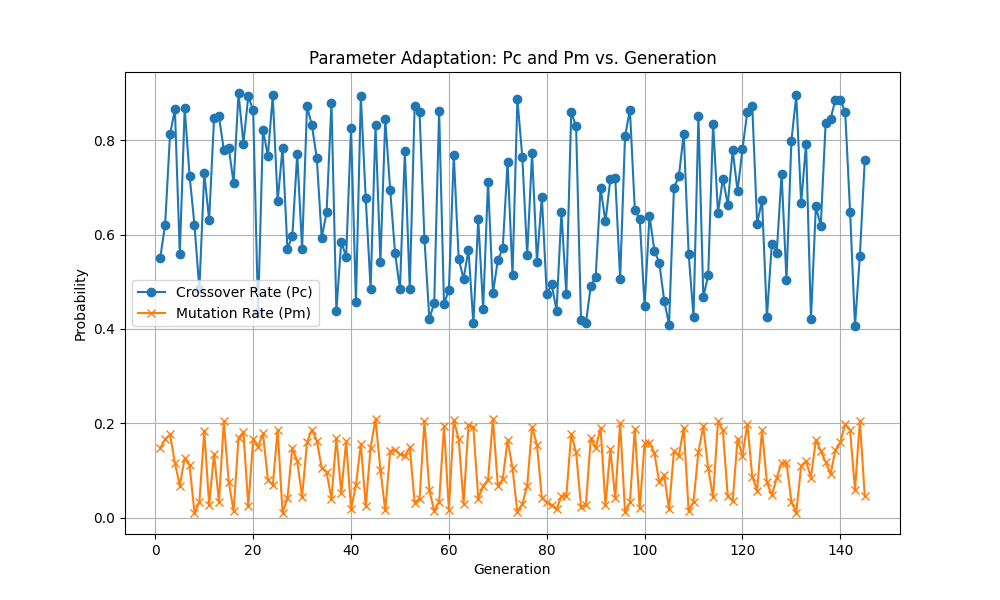 Parameter Adaptation: Pc and Pm vs. Generation
Probability
0.8
0.6
0.4
0.2
0.0
Crossover Rate (Pc)
Mutation Rate (Pm)
0 20 40 60 80 100 120 140
Generation